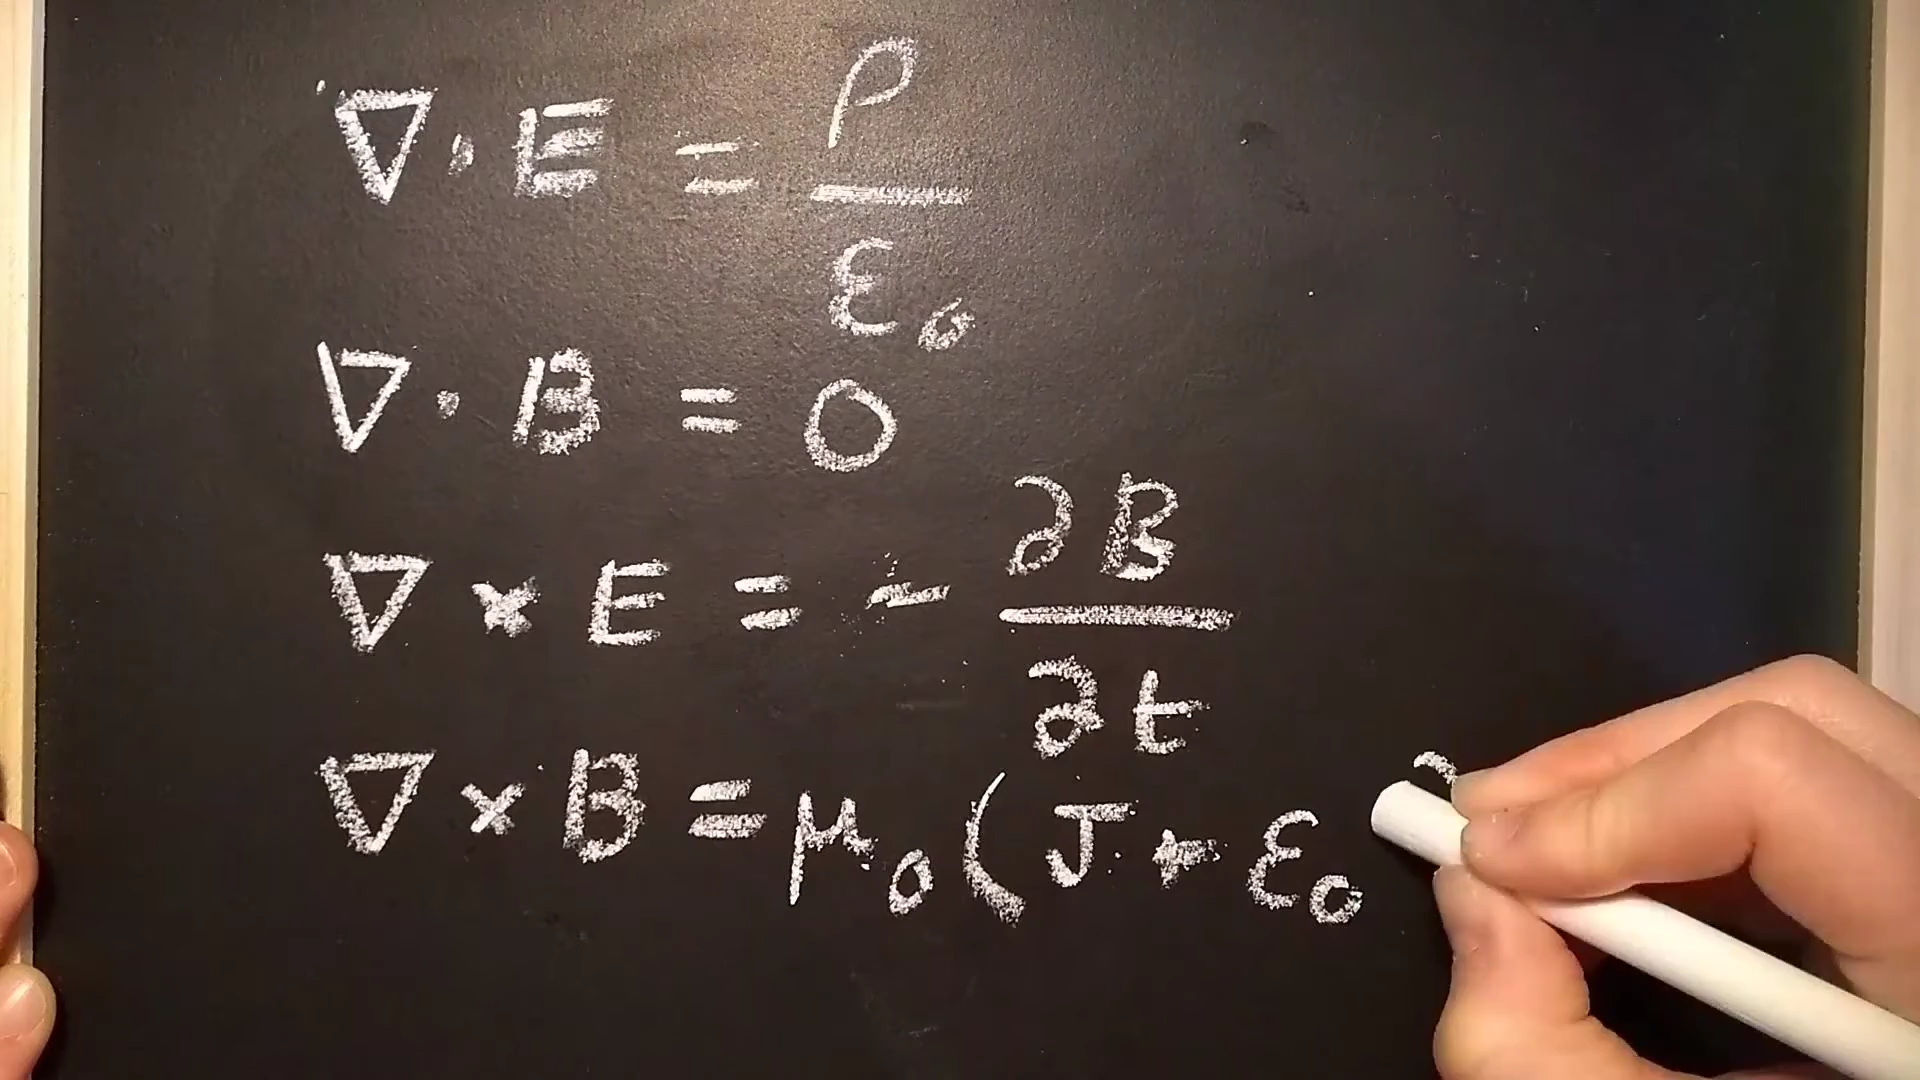 ∇ · E = ρ / ε₀
∇ · B = 0
∇ × E = - ∂B / ∂t
∇ × B = μ₀ ( J + ε₀